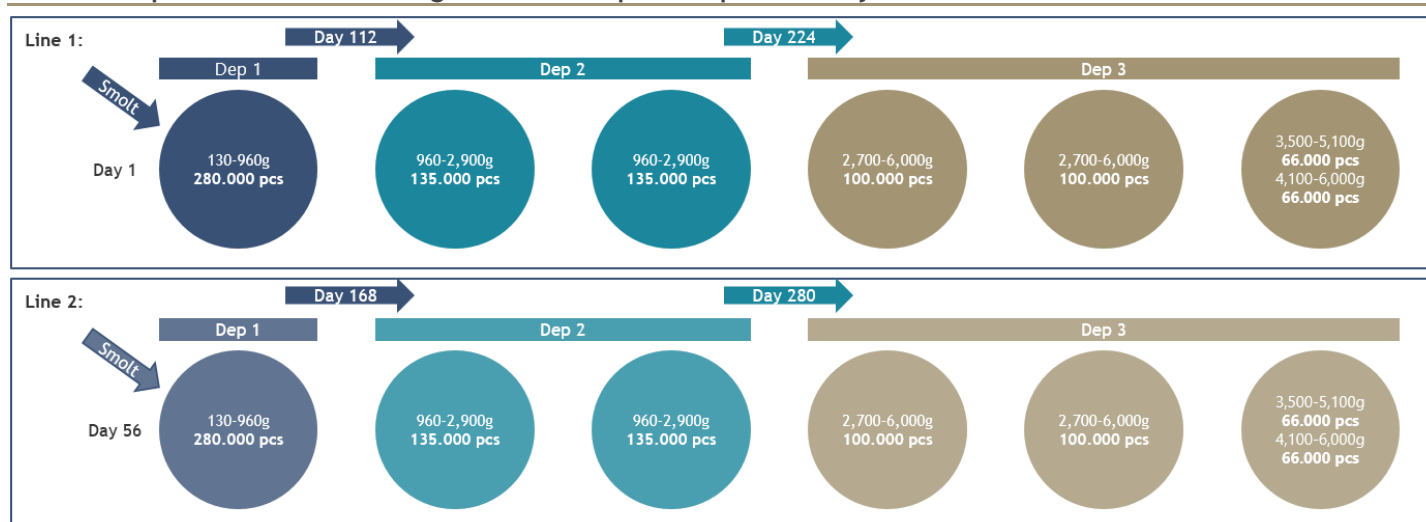 Line 1:
Day 112
Day 224
Dep 1
Dep 2
Dep 3
Smolt
Day 1
130-960g
280.000 pcs
960-2,900g
135.000 pcs
960-2,900g
135.000 pcs
2,700-6,000g
100.000 pcs
2,700-6,000g
100.000 pcs
3,500-5,100g
66.000 pcs
4,100-6,000g
66.000 pcs
Line 2:
Day 168
Day 280
Dep 1
Dep 2
Dep 3
Smolt
Day 56
130-960g
280.000 pcs
960-2,900g
135.000 pcs
960-2,900g
135.000 pcs
2,700-6,000g
100.000 pcs
2,700-6,000g
100.000 pcs
3,500-5,100g
66.000 pcs
4,100-6,000g
66.000 pcs